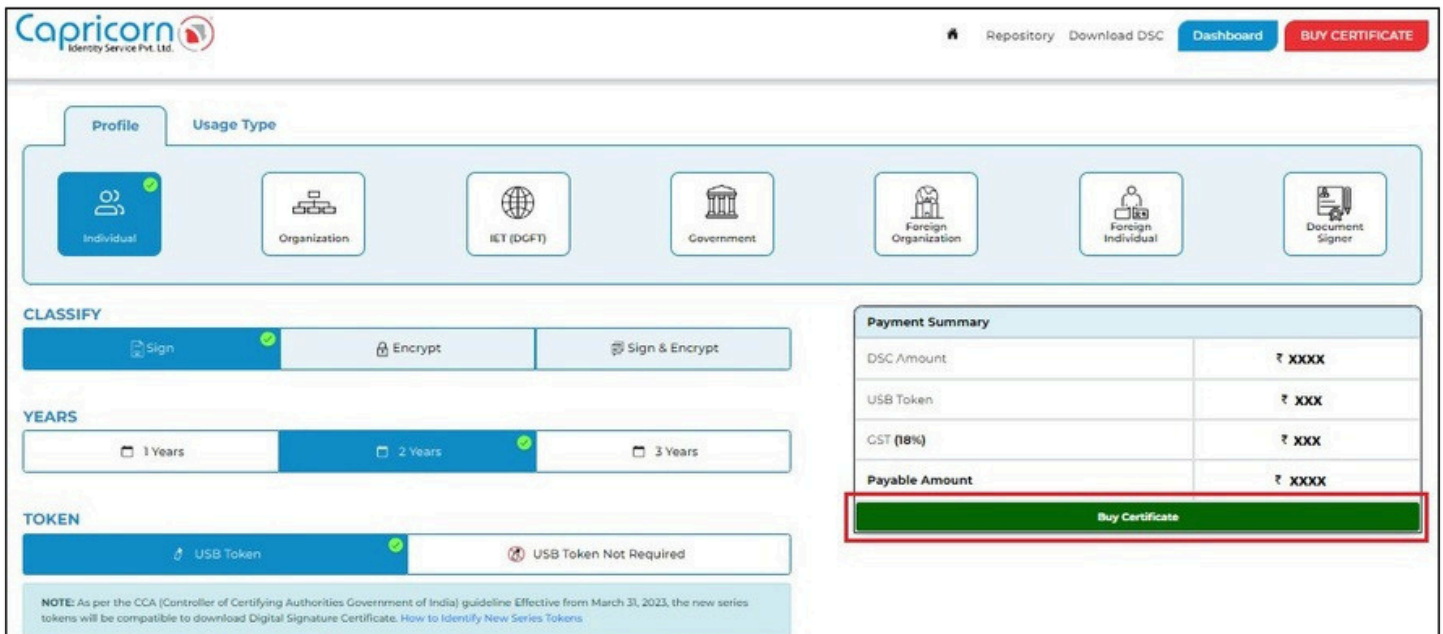 Capricorn
Identity Service Pvt. Ltd.
Repository Download DSC Dashboard BUY CERTIFICATE
Profile Usage Type
Individual
Organization
IET (DGFT)
Government
Foreign
Organization
Foreign
Individual
Document
Signer
CLASSIFY
Sign Encrypt Sign & Encrypt
YEARS
1 Years 2 Years 3 Years
TOKEN
USB Token USB Token Not Required
NOTE: As per the CCA (Controller of Certifying Authorities Government of India) guideline Effective from March 31, 2023, the new series
tokens will be compatible to download Digital Signature Certificate. How to Identify New Series Tokens
Payment Summary
DSC Amount ₹ XXXX
USB Token ₹ XXX
GST (18%) ₹ XXX
Payable Amount ₹ XXXX
Buy Certificate